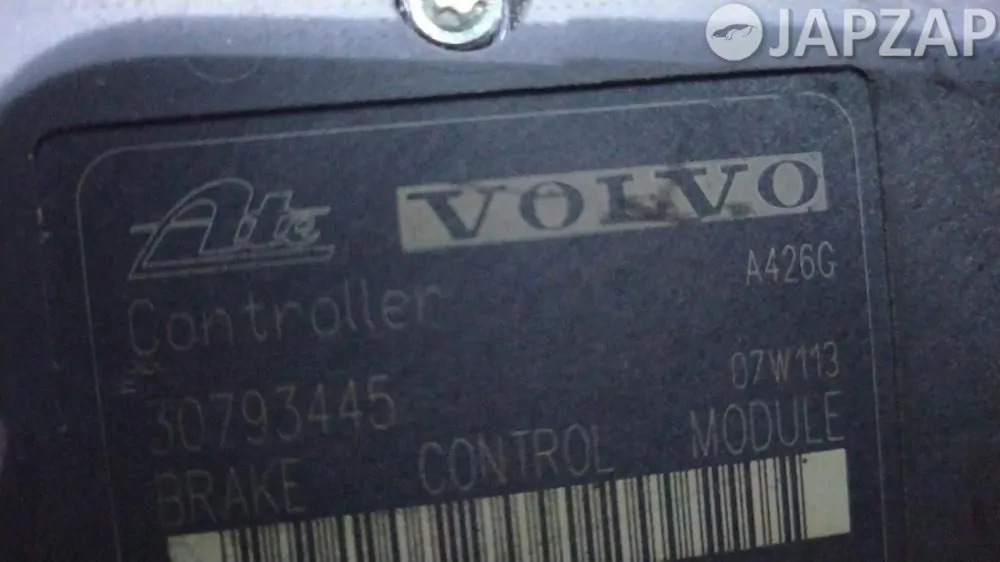 JAPZAP
Ate VOLVO
A426G
Controller
07W113
30793445
BRAKE CONTROL MODULE